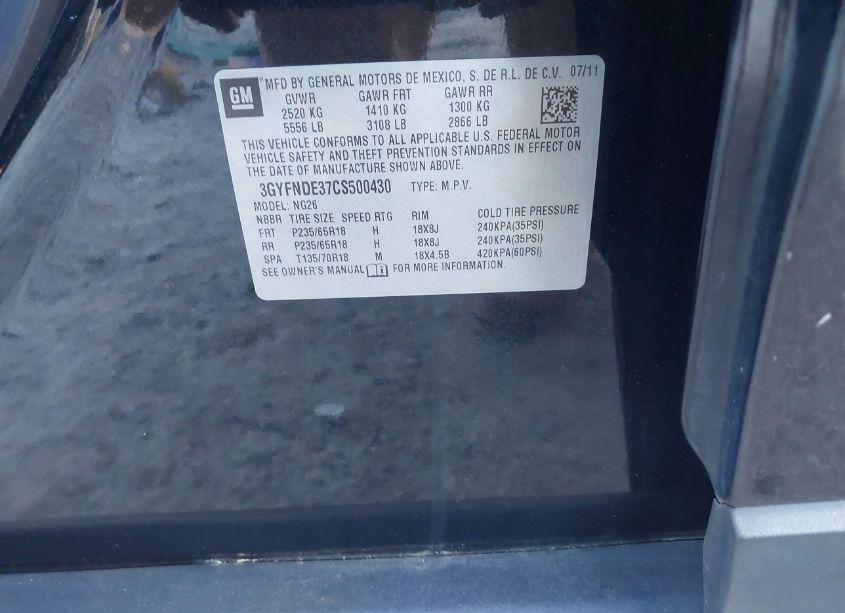 GM
MFD BY GENERAL MOTORS DE MEXICO, S. DE R.L. DE C.V. 07/11
GVWR GAWR FRT GAWR RR
2520 KG 1410 KG 1300 KG
5556 LB 3108 LB 2866 LB
THIS VEHICLE CONFORMS TO ALL APPLICABLE U.S. FEDERAL MOTOR
VEHICLE SAFETY AND THEFT PREVENTION STANDARDS IN EFFECT ON
THE DATE OF MANUFACTURE SHOWN ABOVE.
3GYFNDE37CS500430 TYPE: M.P.V.
MODEL: NG26
NBBR TIRE SIZE SPEED RTG RIM COLD TIRE PRESSURE
FRT P235/65R18 H 18X8J 240KPA(35PSI)
RR P235/65R18 H 18X8J 240KPA(35PSI)
SPA T135/70R18 M 18X4.5B 420KPA(60PSI)
SEE OWNER'S MANUAL FOR MORE INFORMATION.